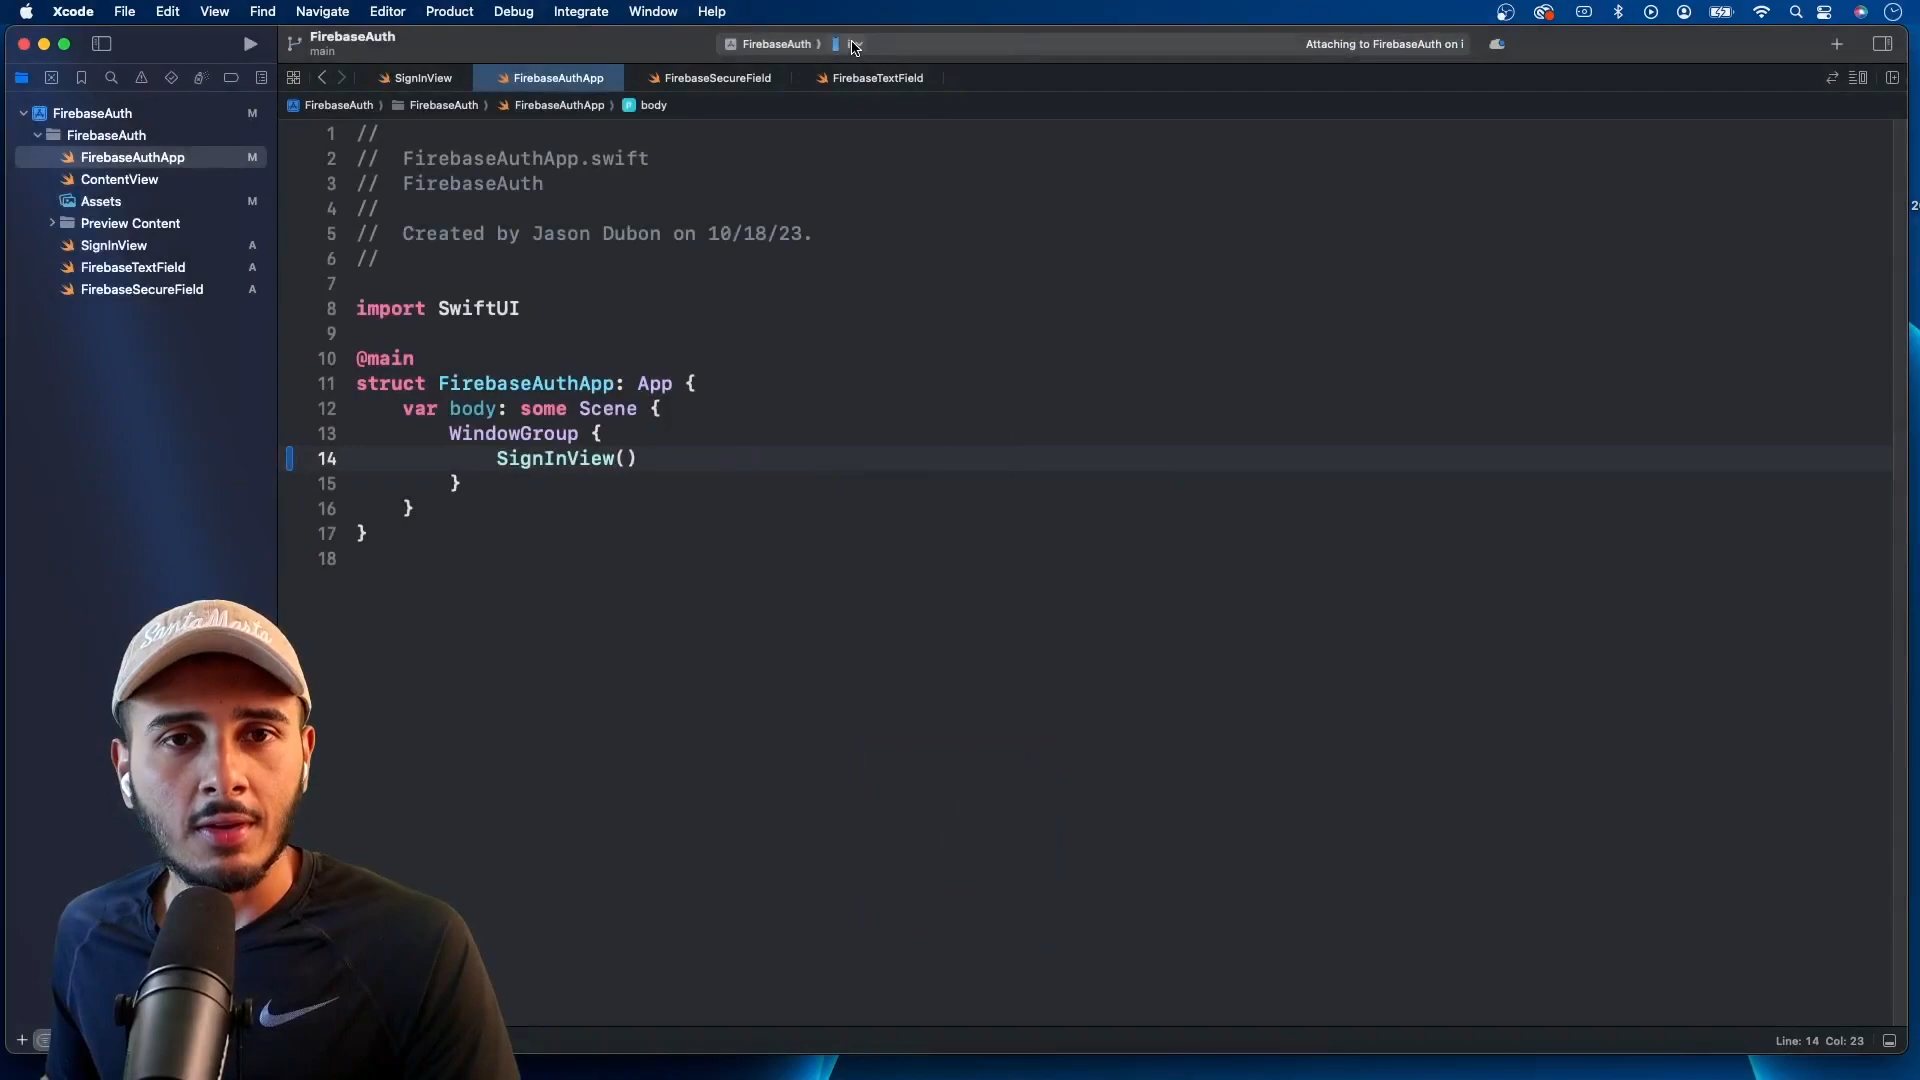 Xcode File Edit View Find Navigate Editor Product Debug Integrate Window Help
FirebaseAuth
main
FirebaseAuth
Attaching to FirebaseAuth on i
SignInView FirebaseAuthApp FirebaseSecureField FirebaseTextField
FirebaseAuth FirebaseAuth FirebaseAuthApp body
FirebaseAuth M
FirebaseAuth
FirebaseAuthApp M
ContentView
Assets M
Preview Content
SignInView A
FirebaseTextField A
FirebaseSecureField A
1 //
2 // FirebaseAuthApp.swift
3 // FirebaseAuth
4 //
5 // Created by Jason Dubon on 10/18/23.
6 //
7
8 import SwiftUI
9
10 @main
11 struct FirebaseAuthApp: App {
12 var body: some Scene {
13 WindowGroup {
14 SignInView()
15 }
16 }
17 }
18
Santa Marta
Line: 14 Col: 23